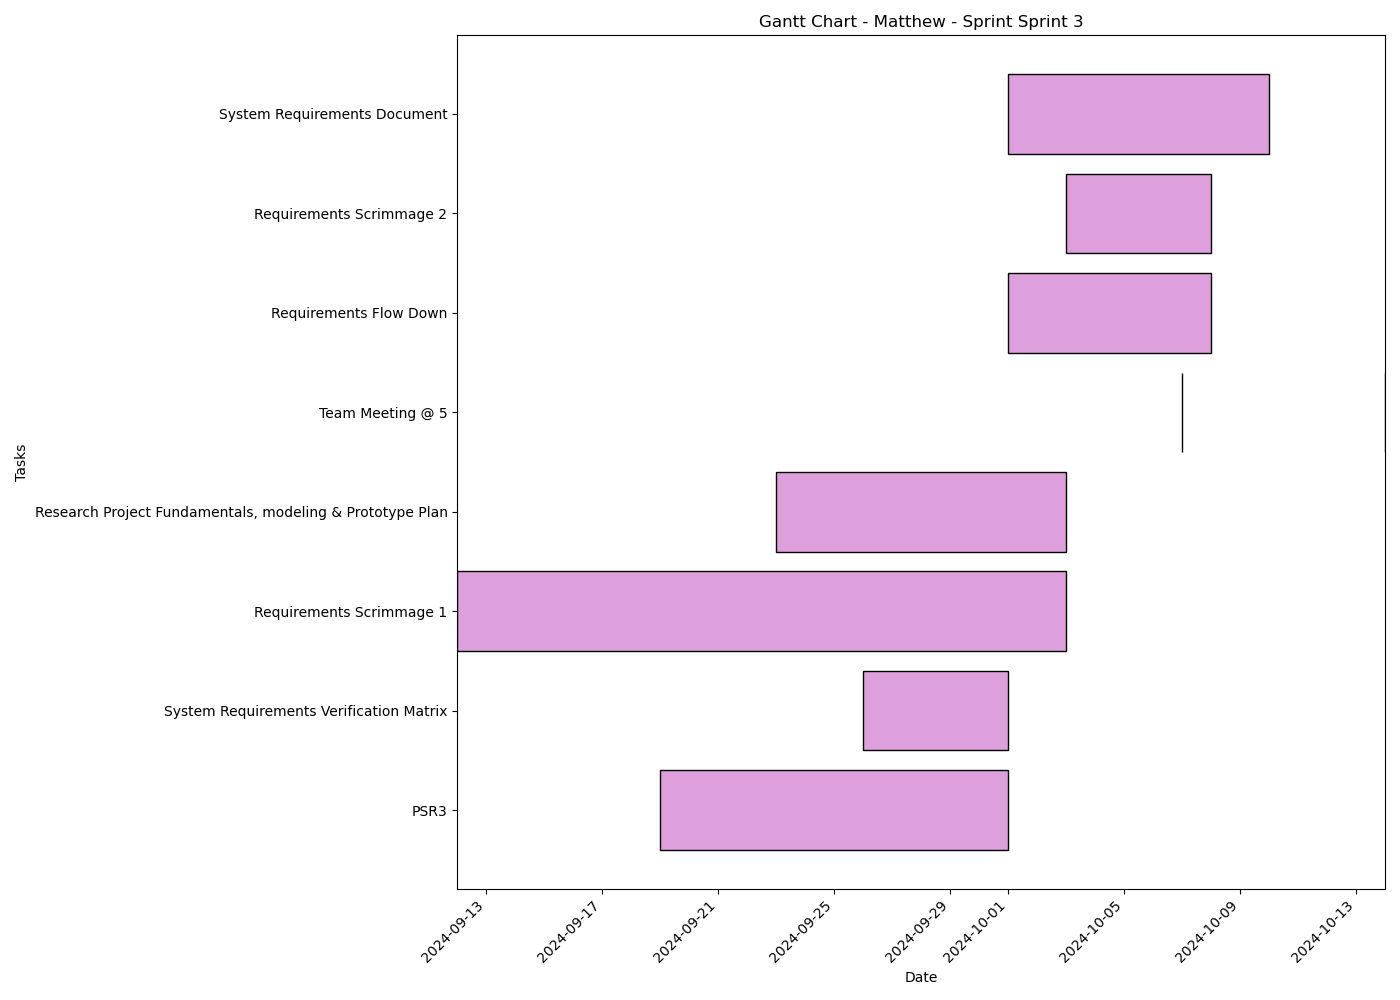 Gantt Chart - Matthew - Sprint Sprint 3
System Requirements Document
Requirements Scrimmage 2
Requirements Flow Down
Team Meeting @ 5
Tasks
Research Project Fundamentals, modeling & Prototype Plan
Requirements Scrimmage 1
System Requirements Verification Matrix
PSR3
2024-09-13
2024-09-17
2024-09-21
2024-09-25
2024-09-29
2024-10-01
2024-10-05
2024-10-09
2024-10-13
Date